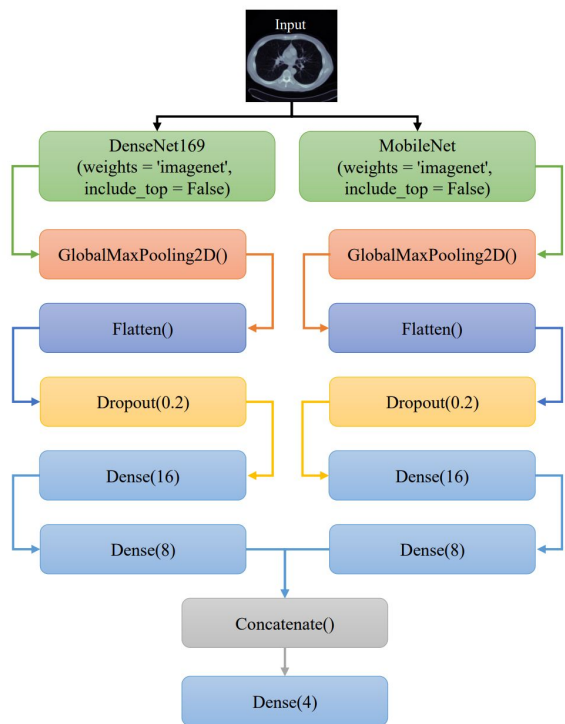 Input
DenseNet169
(weights = 'imagenet',
include_top = False)
MobileNet
(weights = 'imagenet',
include_top = False)
GlobalMaxPooling2D()
GlobalMaxPooling2D()
Flatten()
Flatten()
Dropout(0.2)
Dropout(0.2)
Dense(16)
Dense(16)
Dense(8)
Dense(8)
Concatenate()
Dense(4)